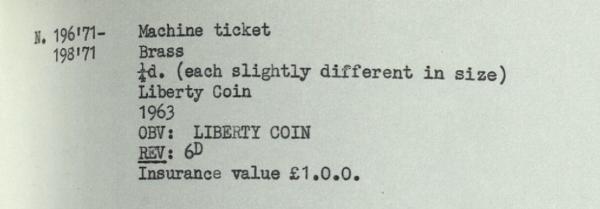 N. 196'71- Machine ticket
198'71 Brass
¼d. (each slightly different in size)
Liberty Coin
1963
OBV: LIBERTY COIN
REV: 6D
Insurance value £1.0.0.